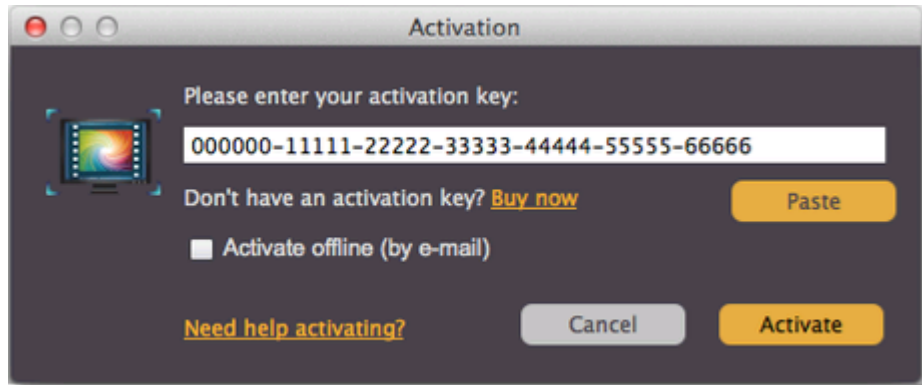 Activation
Please enter your activation key:
000000-11111-22222-33333-44444-55555-66666
Don't have an activation key? Buy now
Paste
Activate offline (by e-mail)
Need help activating?
Cancel
Activate